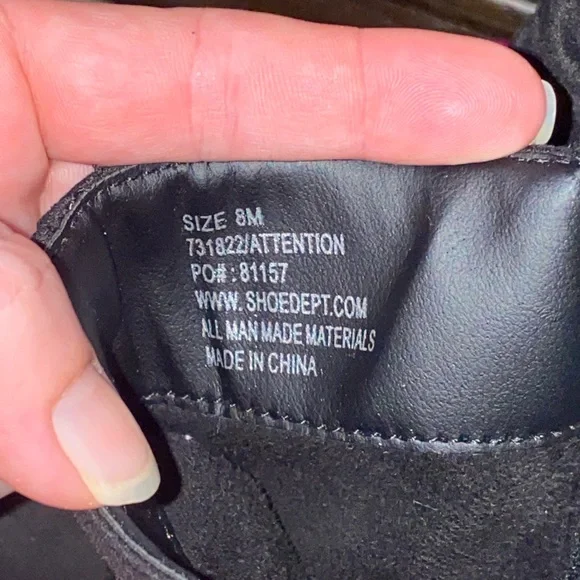 SIZE 8M
731822/ATTENTION
PO#:81157
WWW.SHOEDEPT.COM
ALL MAN MADE MATERIALS
MADE IN CHINA